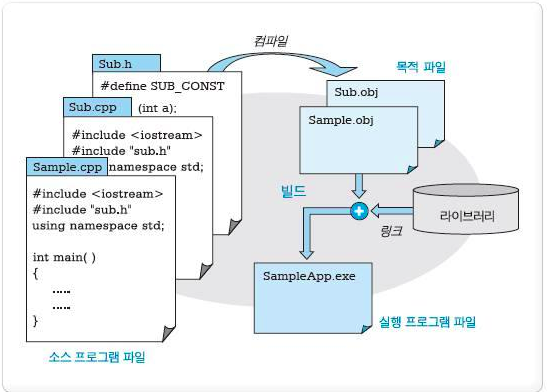 Sub.h
#define SUB_CONST
(int a);
Sub.cpp
#include <iostream>
#include "sub.h"
namespace std;
Sample.cpp
#include <iostream>
#include "sub.h"
using namespace std;
int main( )
{
.....
.....
}
소스 프로그램 파일
컴파일
목적 파일
Sub.obj
Sample.obj
빌드
라이브러리
링크
SampleApp.exe
실행 프로그램 파일